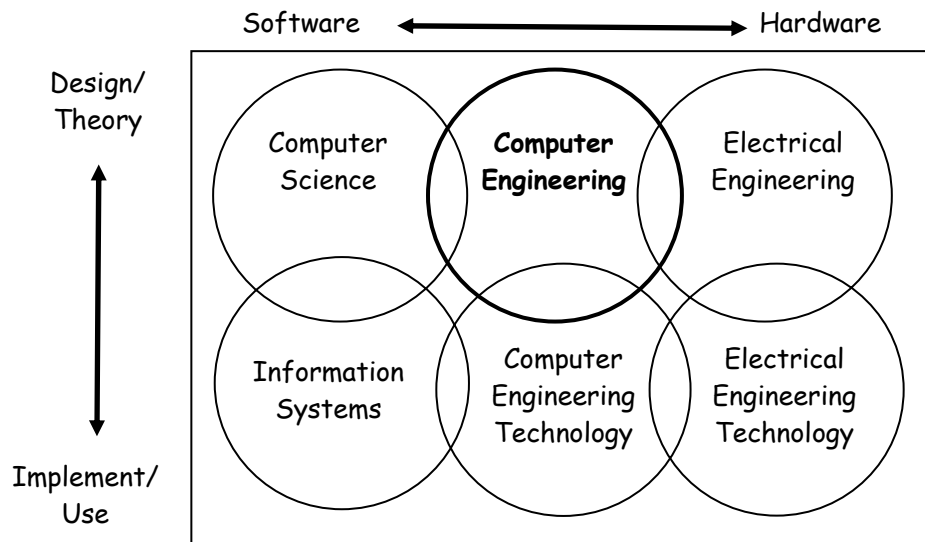 Software
Hardware
Design/
Theory
Computer
Science
Computer
Engineering
Electrical
Engineering
Information
Systems
Computer
Engineering
Technology
Electrical
Engineering
Technology
Implement/
Use